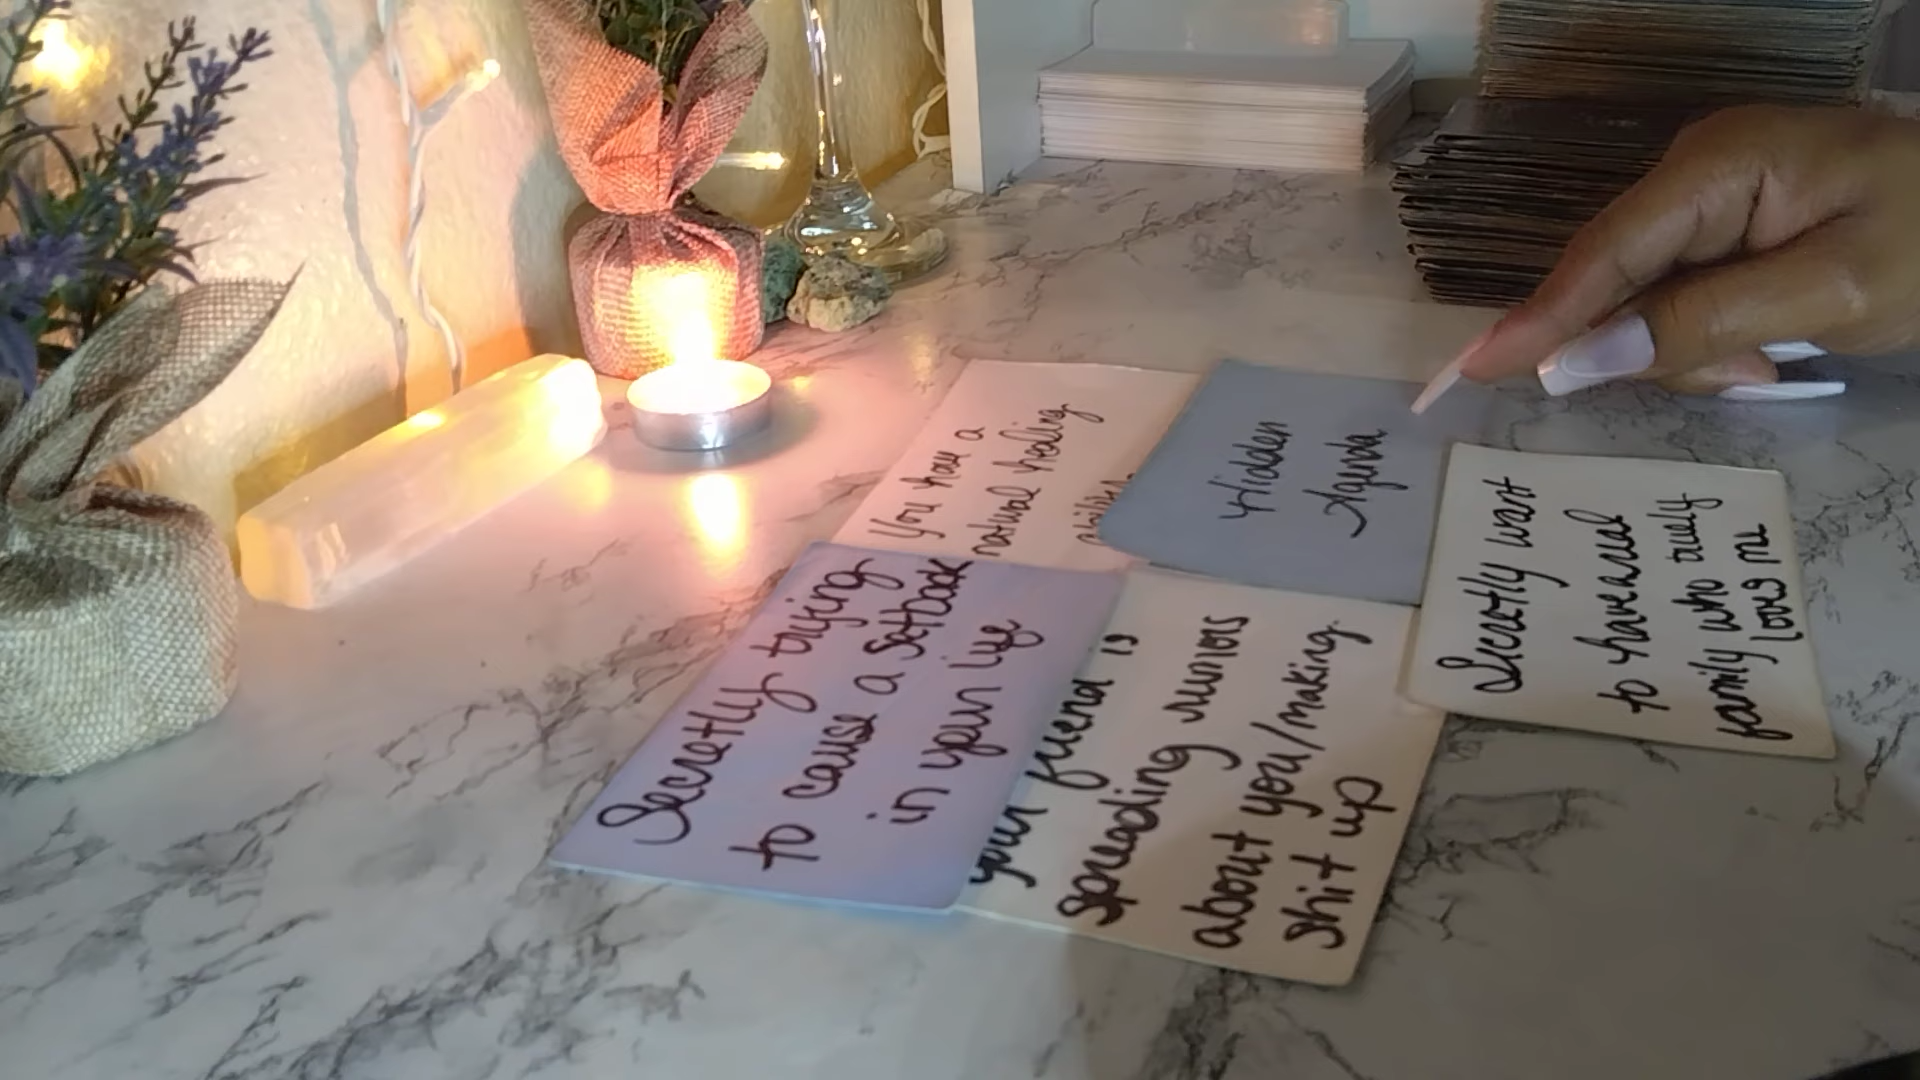 You have a
natural healing
Hidden
Agenda
Secretly want
to have a real
family who truely
loves me
Secretly trying
to cause a setback
in your life
your friend is
spreading rumors
about you/making
shit up